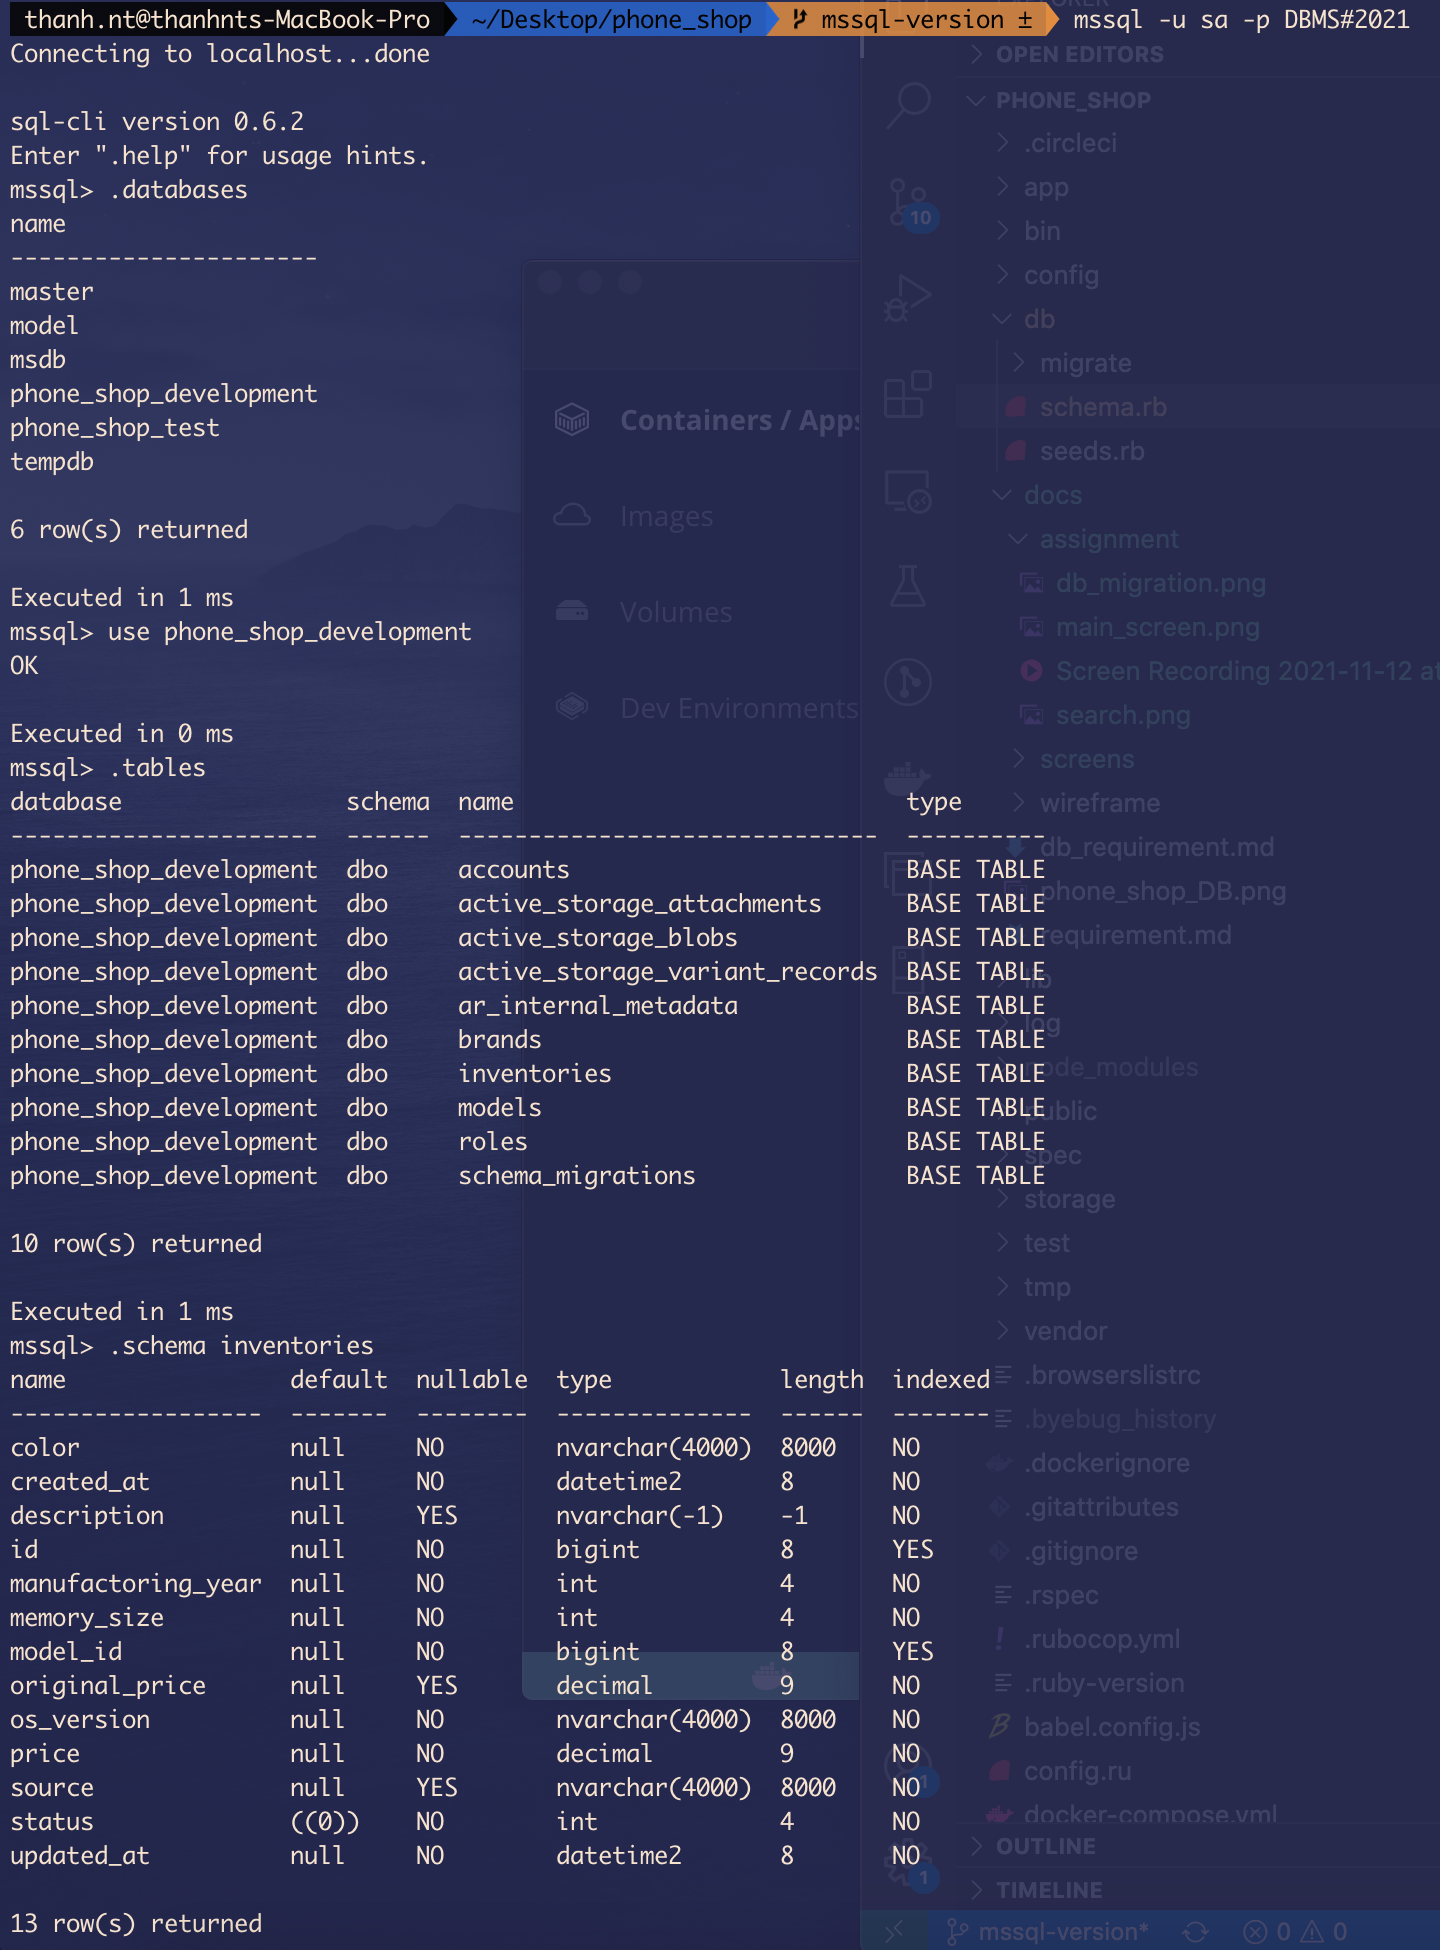 thanh.nt@thanhnts-MacBook-Pro ~/Desktop/phone_shop mssql-version ± mssql -u sa -p DBMS#2021
Connecting to localhost...done
sql-cli version 0.6.2
Enter ".help" for usage hints.
mssql> .databases
name
----------------------
master
model
msdb
phone_shop_development
phone_shop_test
tempdb
6 row(s) returned
Executed in 1 ms
mssql> use phone_shop_development
OK
Executed in 0 ms
mssql> .tables
database schema name type
---------------------- ------ ------------------------------ ----------
phone_shop_development dbo accounts BASE TABLE
phone_shop_development dbo active_storage_attachments BASE TABLE
phone_shop_development dbo active_storage_blobs BASE TABLE
phone_shop_development dbo active_storage_variant_records BASE TABLE
phone_shop_development dbo ar_internal_metadata BASE TABLE
phone_shop_development dbo brands BASE TABLE
phone_shop_development dbo inventories BASE TABLE
phone_shop_development dbo models BASE TABLE
phone_shop_development dbo roles BASE TABLE
phone_shop_development dbo schema_migrations BASE TABLE
10 row(s) returned
Executed in 1 ms
mssql> .schema inventories
name default nullable type length indexed
------------------ ------- -------- -------------- ------ -------
color null NO nvarchar(4000) 8000 NO
created_at null NO datetime2 8 NO
description null YES nvarchar(-1) -1 NO
id null NO bigint 8 YES
manufactoring_year null NO int 4 NO
memory_size null NO int 4 NO
model_id null NO bigint 8 YES
original_price null YES decimal 9 NO
os_version null NO nvarchar(4000) 8000 NO
price null NO decimal 9 NO
source null YES nvarchar(4000) 8000 NO
status ((0)) NO int 4 NO
updated_at null NO datetime2 8 NO
13 row(s) returned
Containers / Apps
Images
Volumes
Dev Environments
10
1
1
OPEN EDITORS
PHONE_SHOP
.circleci
app
bin
config
db
migrate
schema.rb
seeds.rb
docs
assignment
db_migration.png
main_screen.png
Screen Recording 2021-11-12 at
search.png
screens
wireframe
db_requirement.md
phone_shop_DB.png
requirement.md
lib
log
node_modules
public
spec
storage
test
tmp
vendor
.browserslistrc
.byebug_history
.dockerignore
.gitattributes
.gitignore
.rspec
.rubocop.yml
.ruby-version
babel.config.js
config.ru
docker-compose.yml
OUTLINE
TIMELINE
mssql-version* 0 0